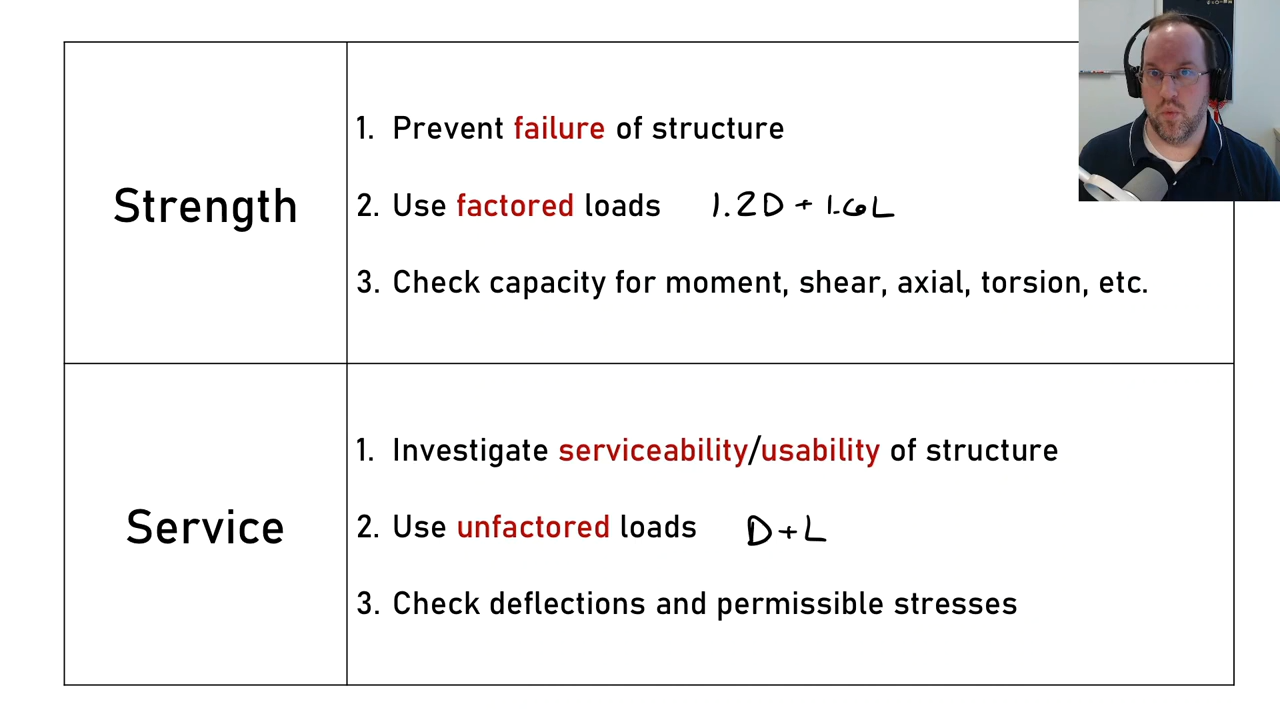 Strength
1. Prevent failure of structure
2. Use factored loads 1.2D + 1.6L
3. Check capacity for moment, shear, axial, torsion, etc.
Service
1. Investigate serviceability/usability of structure
2. Use unfactored loads D+L
3. Check deflections and permissible stresses